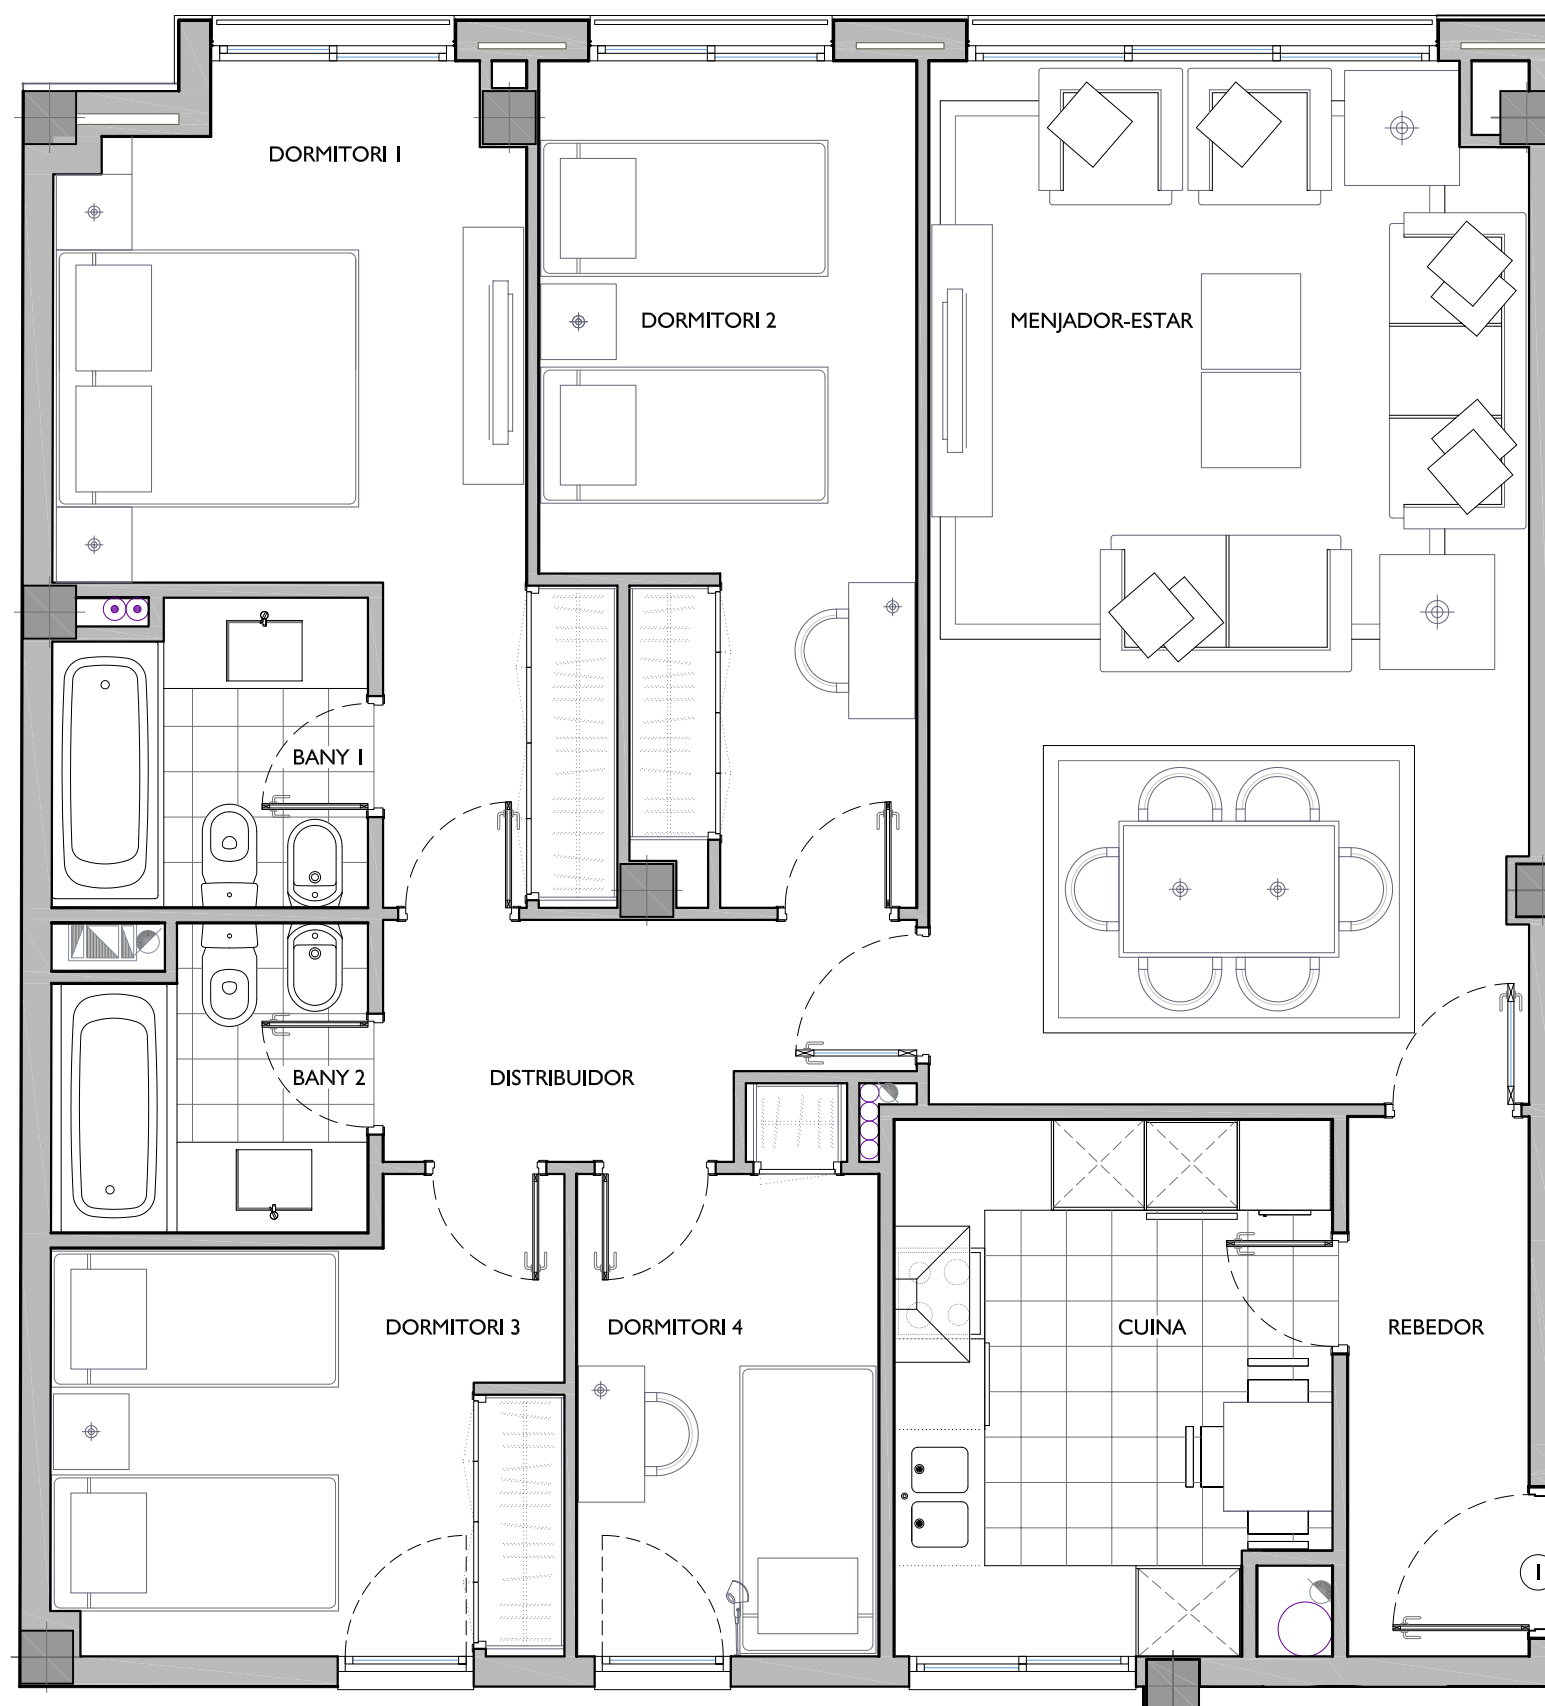 DORMITORI 1
DORMITORI 2
MENJADOR-ESTAR
BANY 1
BANY 2
DISTRIBUIDOR
DORMITORI 3
DORMITORI 4
CUINA
REBEDOR
1